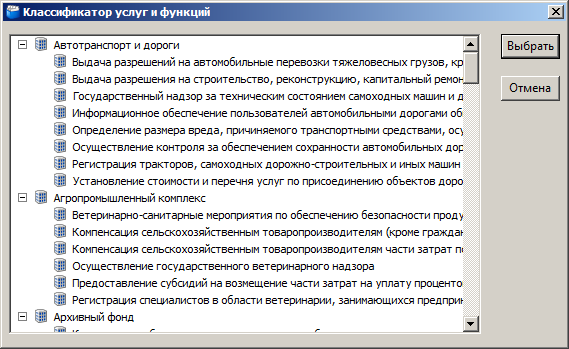 Классификатор услуг и функций
Автотранспорт и дороги
Выдача разрешений на автомобильные перевозки тяжеловесных грузов, кр
Выдача разрешений на строительство, реконструкцию, капитальный ремон
Государственный надзор за техническим состоянием самоходных машин и д
Информационное обеспечение пользователей автомобильными дорогами об
Определение размера вреда, причиняемого транспортными средствами, осу
Осуществление контроля за обеспечением сохранности автомобильных дор
Регистрация тракторов, самоходных дорожно-строительных и иных машин
Установление стоимости и перечня услуг по присоединению объектов доро
Агропромышленный комплекс
Ветеринарно-санитарные мероприятия по обеспечению безопасности проду
Компенсация сельскохозяйственным товаропроизводителям (кроме граждан
Компенсация сельскохозяйственным товаропроизводителям части затрат по
Осуществление государственного ветеринарного надзора
Предоставление субсидий на возмещение части затрат на уплату проценто
Регистрация специалистов в области ветеринарии, занимающихся предприн
Архивный фонд
Выбрать
Отмена